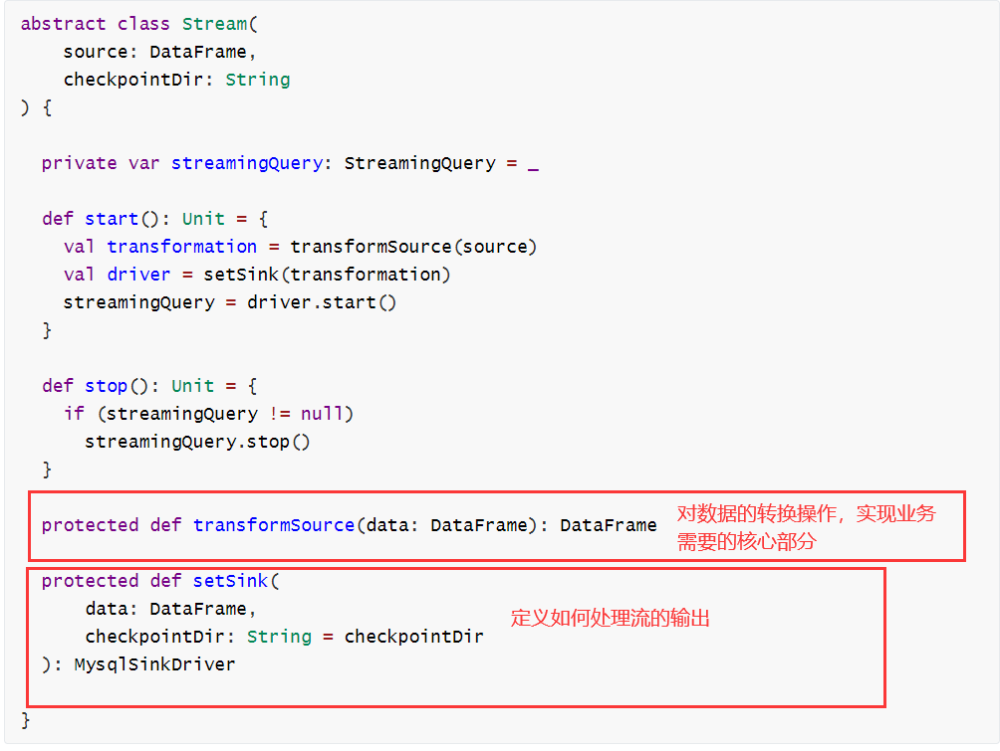 abstract class Stream(
    source: DataFrame,
    checkpointDir: String
) {
  private var streamingQuery: StreamingQuery = _
  def start(): Unit = {
    val transformation = transformSource(source)
    val driver = setSink(transformation)
    streamingQuery = driver.start()
  }
  def stop(): Unit = {
    if (streamingQuery != null)
      streamingQuery.stop()
  }
  protected def transformSource(data: DataFrame): DataFrame
对数据的转换操作，实现业务
需要的核心部分
  protected def setSink(
      data: DataFrame,
      checkpointDir: String = checkpointDir
  ): MysqlSinkDriver
定义如何处理流的输出
}